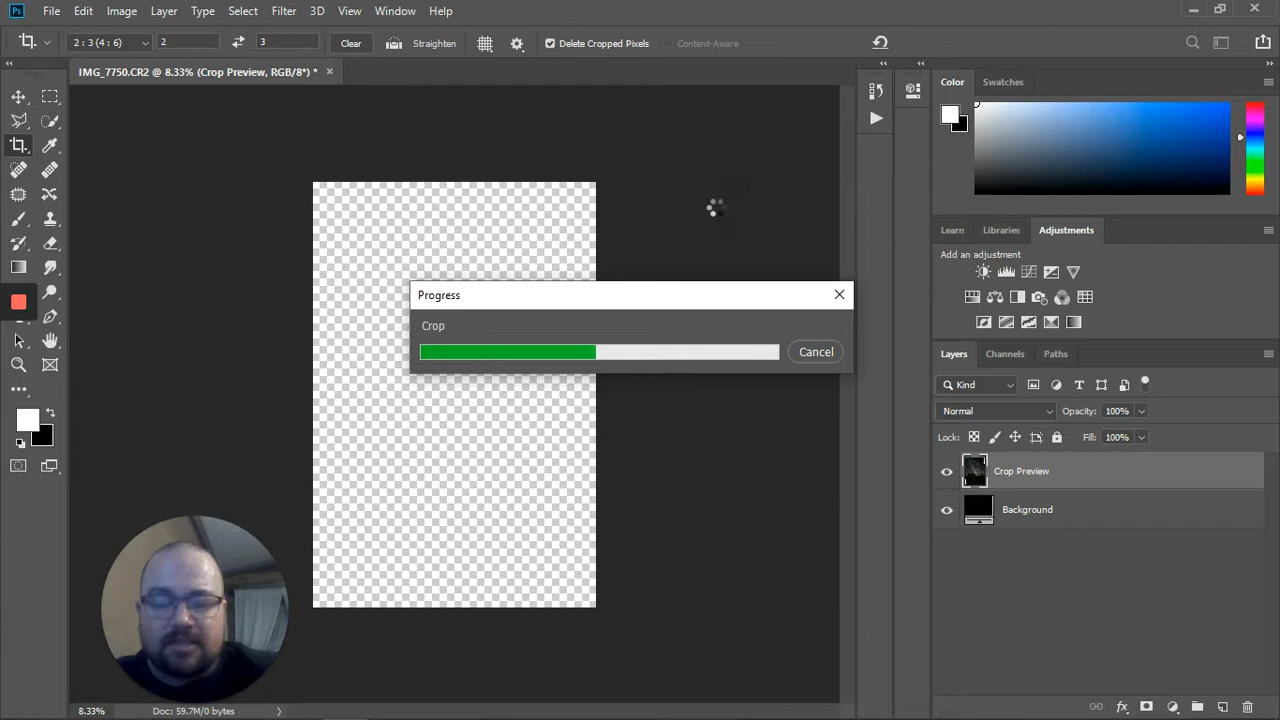 Ps File Edit Image Layer Type Select Filter 3D View Window Help
2 : 3 (4 : 6) 2 3 Clear Straighten Delete Cropped Pixels Content-Aware
IMG_7750.CR2 @ 8.33% (Crop Preview, RGB/8*) *
Color Swatches
Learn Libraries Adjustments
Add an adjustment
Progress
Crop
Cancel
Layers Channels Paths
Kind
Normal Opacity: 100%
Lock: Fill: 100%
Crop Preview
Background
8.33% Doc: 59.7M/0 bytes